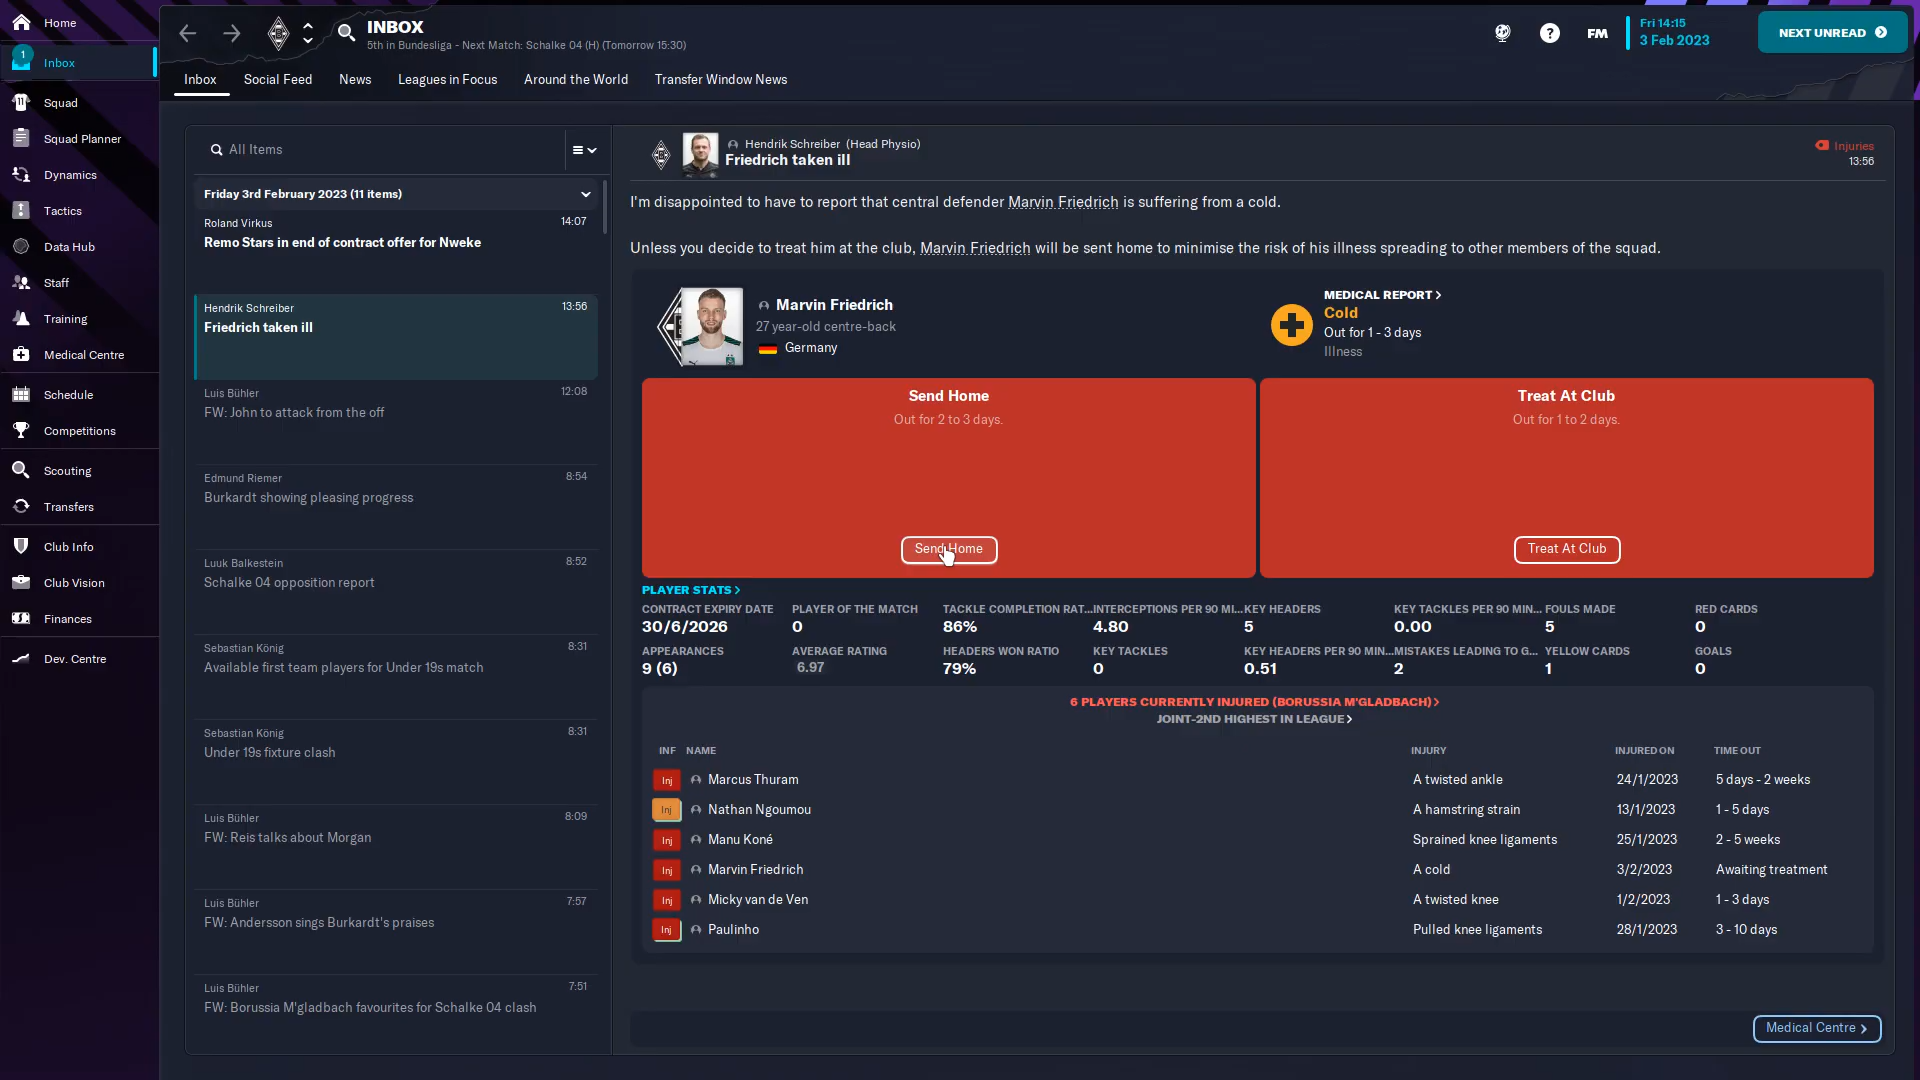 Home
1
Inbox
Squad
Squad Planner
Dynamics
Tactics
Data Hub
Staff
Training
Medical Centre
Schedule
Competitions
Scouting
Transfers
Club Info
Club Vision
Finances
Dev. Centre
INBOX
5th in Bundesliga - Next Match: Schalke 04 (H) (Tomorrow 15:30)
FM
Fri 14:15
3 Feb 2023
NEXT UNREAD
Inbox
Social Feed
News
Leagues in Focus
Around the World
Transfer Window News
All Items
Friday 3rd February 2023 (11 items)
Roland Virkus 14:07
Remo Stars in end of contract offer for Nweke
Hendrik Schreiber 13:56
Friedrich taken ill
Luis Bühler 12:08
FW: John to attack from the off
Edmund Riemer 8:54
Burkardt showing pleasing progress
Luuk Balkestein 8:52
Schalke 04 opposition report
Sebastian König 8:31
Available first team players for Under 19s match
Sebastian König 8:31
Under 19s fixture clash
Luis Bühler 8:09
FW: Reis talks about Morgan
Luis Bühler 7:57
FW: Andersson sings Burkardt's praises
Luis Bühler 7:51
FW: Borussia M'gladbach favourites for Schalke 04 clash
Hendrik Schreiber (Head Physio)
Friedrich taken ill
Injuries
13:56
I'm disappointed to have to report that central defender Marvin Friedrich is suffering from a cold.
Unless you decide to treat him at the club, Marvin Friedrich will be sent home to minimise the risk of his illness spreading to other members of the squad.
Marvin Friedrich
27 year-old centre-back
Germany
MEDICAL REPORT >
Cold
Out for 1 - 3 days
Illness
Send Home
Out for 2 to 3 days.
Send Home
Treat At Club
Out for 1 to 2 days.
Treat At Club
PLAYER STATS >
CONTRACT EXPIRY DATE PLAYER OF THE MATCH TACKLE COMPLETION RAT... INTERCEPTIONS PER 90 MI... KEY HEADERS KEY TACKLES PER 90 MIN... FOULS MADE RED CARDS
30/6/2026 0 86% 4.80 5 0.00 5 0
APPEARANCES AVERAGE RATING HEADERS WON RATIO KEY TACKLES KEY HEADERS PER 90 MIN... MISTAKES LEADING TO G... YELLOW CARDS GOALS
9 (6) 6.97 79% 0 0.51 2 1 0
6 PLAYERS CURRENTLY INJURED (BORUSSIA M'GLADBACH) >
JOINT-2ND HIGHEST IN LEAGUE >
INF NAME INJURY INJURED ON TIME OUT
Inj Marcus Thuram A twisted ankle 24/1/2023 5 days - 2 weeks
Inj Nathan Ngoumou A hamstring strain 13/1/2023 1 - 5 days
Inj Manu Koné Sprained knee ligaments 25/1/2023 2 - 5 weeks
Inj Marvin Friedrich A cold 3/2/2023 Awaiting treatment
Inj Micky van de Ven A twisted knee 1/2/2023 1 - 3 days
Inj Paulinho Pulled knee ligaments 28/1/2023 3 - 10 days
Medical Centre >